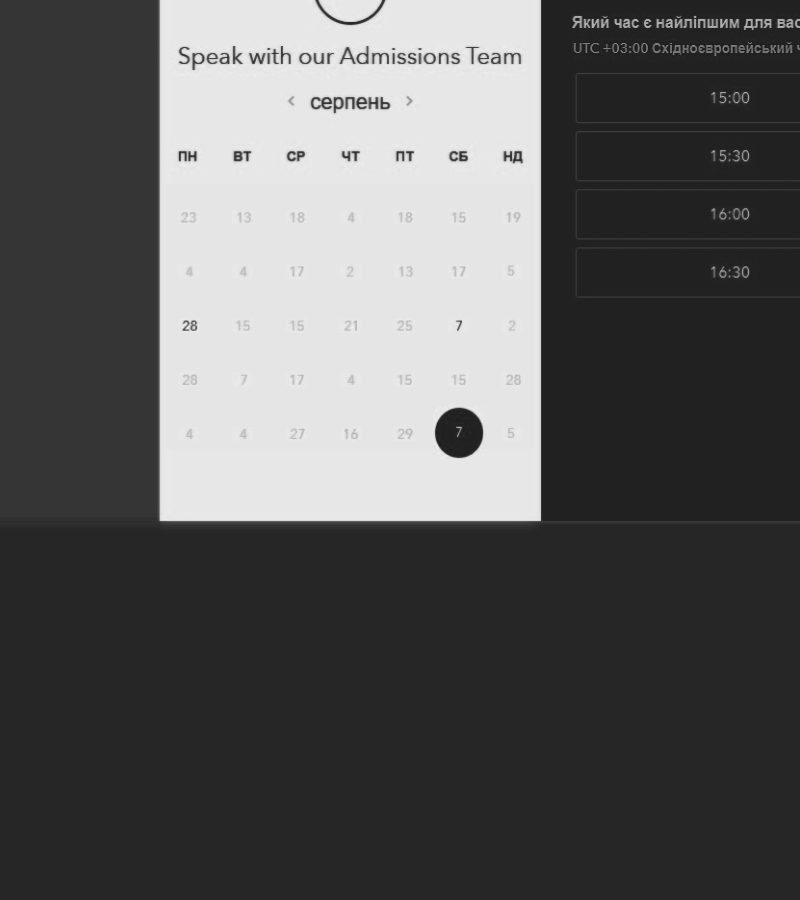 Speak with our Admissions Team
серпень
ПН ВТ СР ЧТ ПТ СБ НД
23 13 18 4 18 15 19
4 4 17 2 13 17 5
28 15 15 21 25 7 2
28 7 17 4 15 15 28
4 4 27 16 29 7 5
Який час є найліпшим для вас
UTC +03:00 Східноєвропейський
15:00
15:30
16:00
16:30